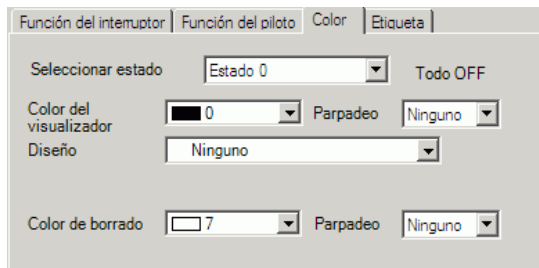 Función del interruptor Función del piloto Color Etiqueta
Seleccionar estado Estado 0 Todo OFF
Color del visualizador 0 Parpadeo Ninguno
Diseño Ninguno
Color de borrado 7 Parpadeo Ninguno